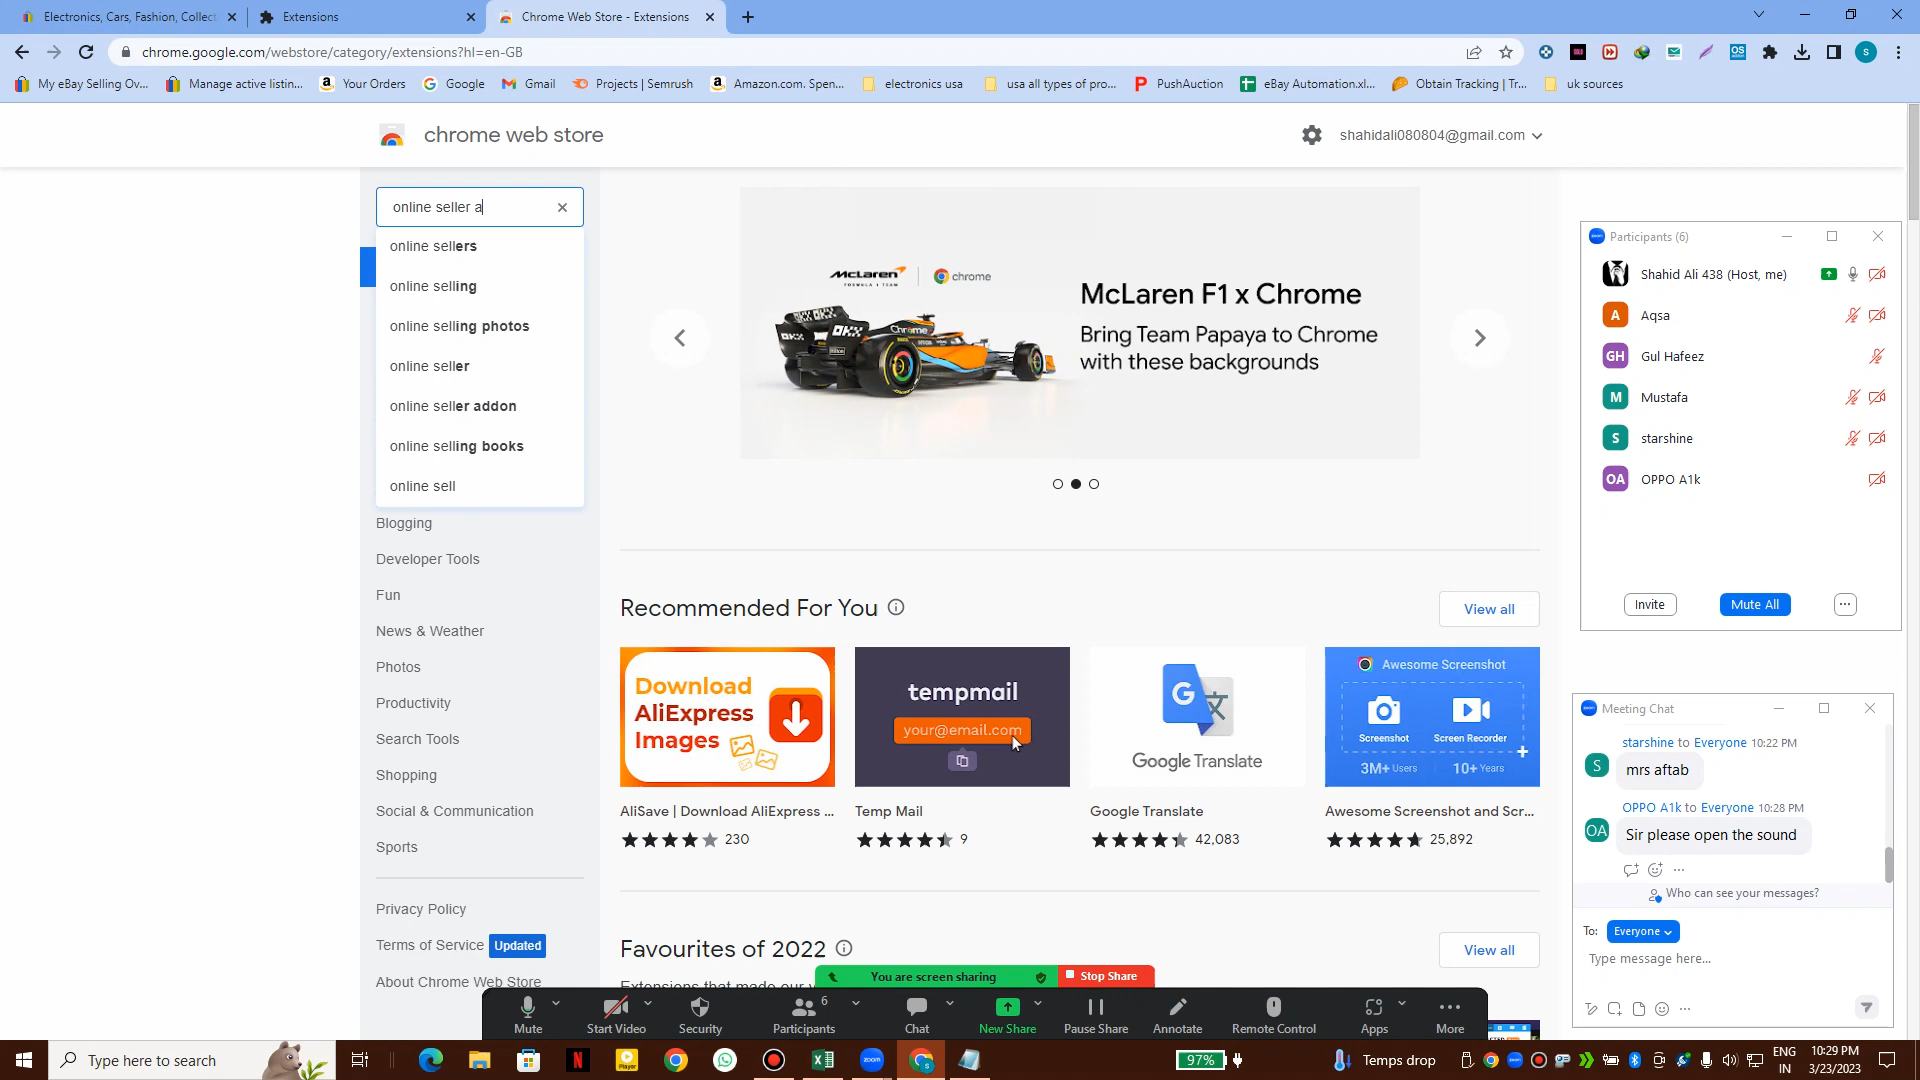 Electronics, Cars, Fashion, Collect
Extensions
Chrome Web Store - Extensions
chrome.google.com/webstore/category/extensions?hl=en-GB
My eBay Selling Ov...
Manage active listin...
Your Orders
Google
Gmail
Projects | Semrush
Amazon.com. Spen...
electronics usa
usa all types of pro...
PushAuction
eBay Automation.xl...
Obtain Tracking | Tr...
uk sources
chrome web store
shahidali080804@gmail.com
online seller a
online sellers
online selling
online selling photos
online seller
online seller addon
online selling books
online sell
Blogging
Developer Tools
Fun
News & Weather
Photos
Productivity
Search Tools
Shopping
Social & Communication
Sports
Privacy Policy
Terms of Service Updated
About Chrome Web Store
McLaren
FORMULA 1 TEAM
chrome
McLaren F1 x Chrome
Bring Team Papaya to Chrome
with these backgrounds
Recommended For You
View all
Download
AliExpress
Images
tempmail
your@email.com
Google Translate
Awesome Screenshot
Screenshot
Screen Recorder
3M+ Users
10+ Years
AliSave | Download AliExpress ...
Temp Mail
Google Translate
Awesome Screenshot and Scr...
230
9
42,083
25,892
Favourites of 2022
View all
Participants (6)
Shahid Ali 438 (Host, me)
A Aqsa
GH Gul Hafeez
M Mustafa
S starshine
OA OPPO A1k
Invite
Mute All
Meeting Chat
starshine to Everyone 10:22 PM
S mrs aftab
OPPO A1k to Everyone 10:28 PM
OA Sir please open the sound
Who can see your messages?
To: Everyone
Type message here...
You are screen sharing
Stop Share
Mute
Start Video
Security
Participants
6
Chat
New Share
Pause Share
Annotate
Remote Control
Apps
More
Type here to search
97%
Temps drop
ENG
IN
10:29 PM
3/23/2023